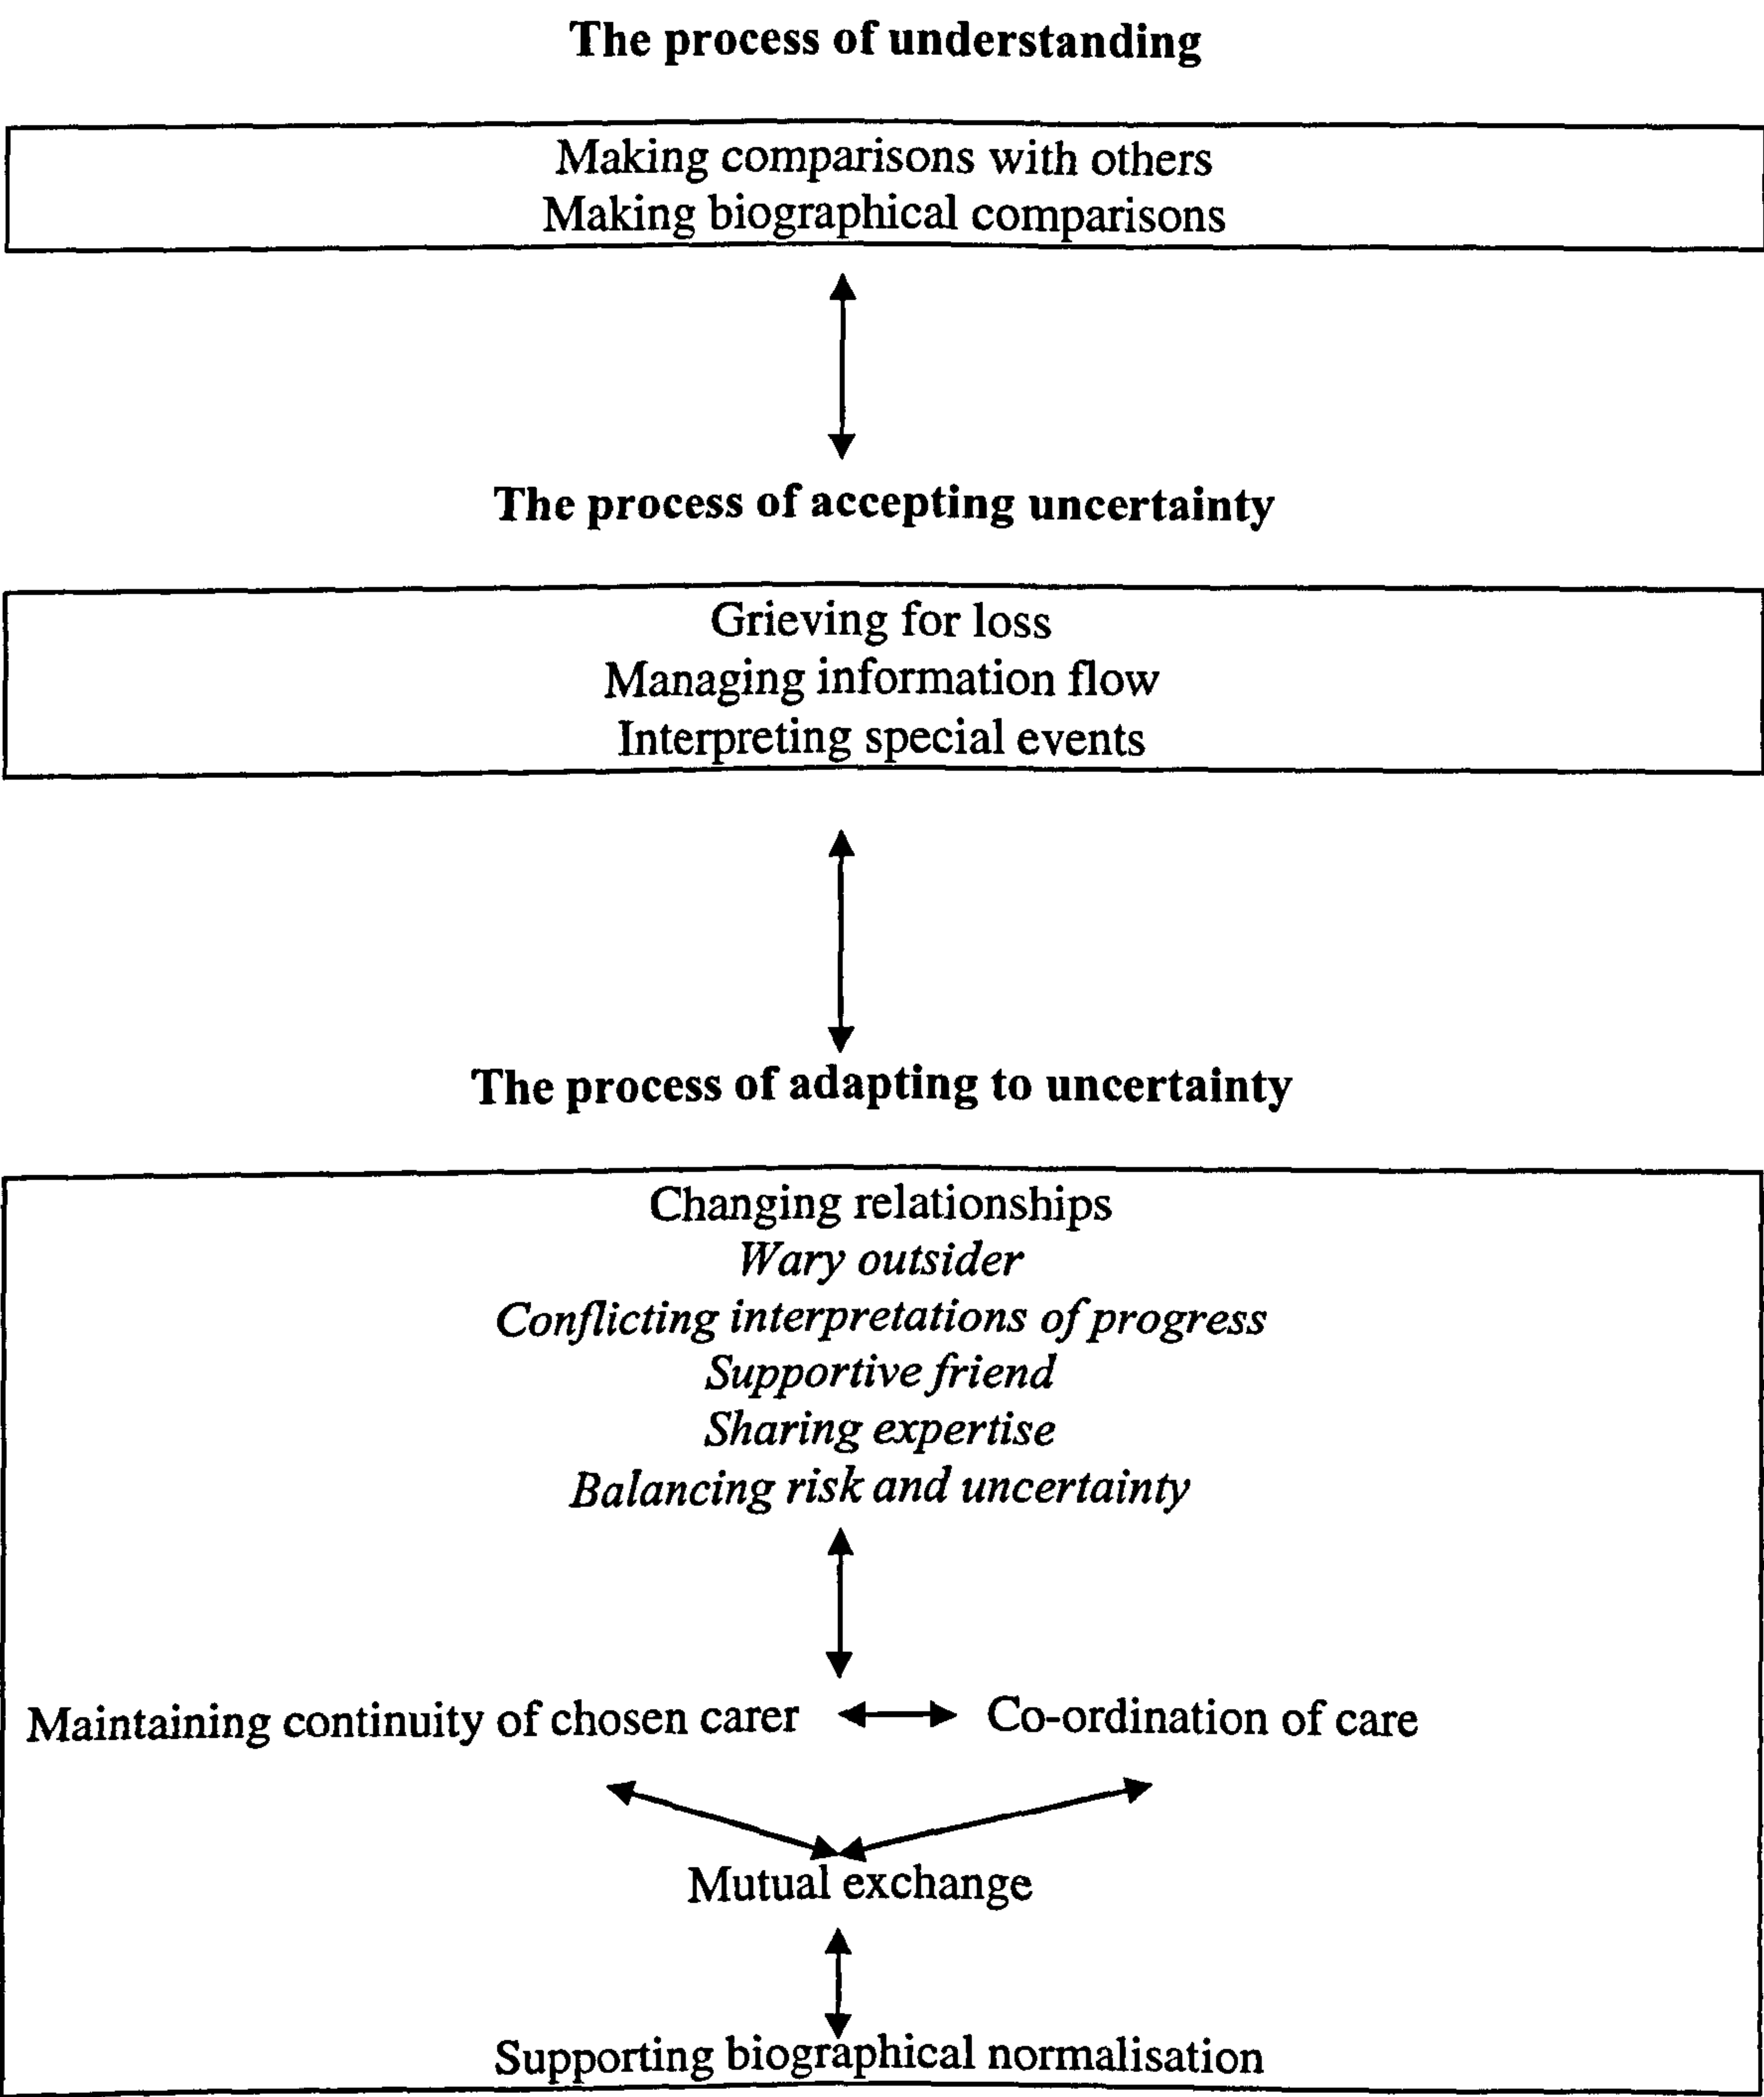 The process of understanding
Making comparisons with others
Making biographical comparisons
The process of accepting uncertainty
Grieving for loss
Managing information flow
Interpreting special events
The process of adapting to uncertainty
Changing relationships
Wary outsider
Conflicting interpretations of progress
Supportive friend
Sharing expertise
Balancing risk and uncertainty
Maintaining continuity of chosen carer
Co-ordination of care
Mutual exchange
Supporting biographical normalisation